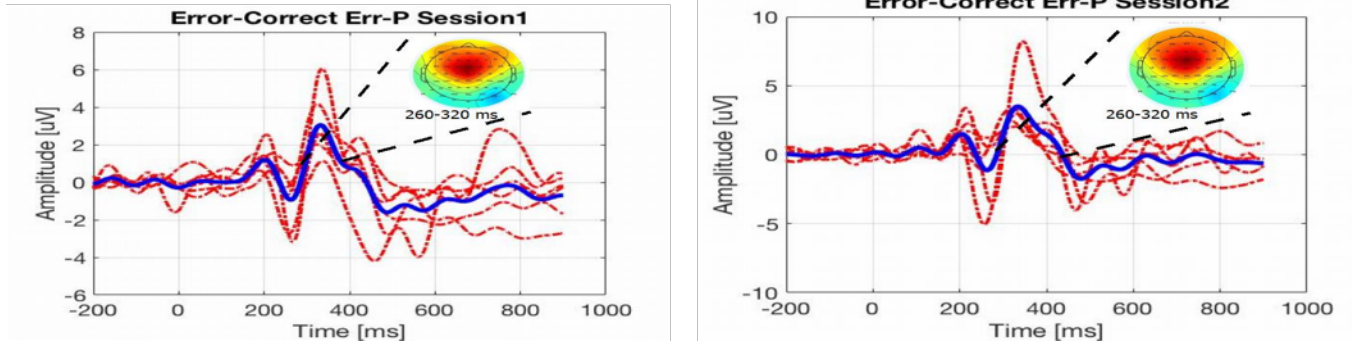 Error-Correct Err-P Session1
8
6
4
2
0
-2
-4
-6
Amplitude [uV]
260-320 ms
-200 0 200 400 600 800 1000
Time [ms]
Error-Correct Err-P Session2
10
5
0
-5
-10
Amplitude [uV]
260-320 ms
-200 0 200 400 600 800 1000
Time [ms]